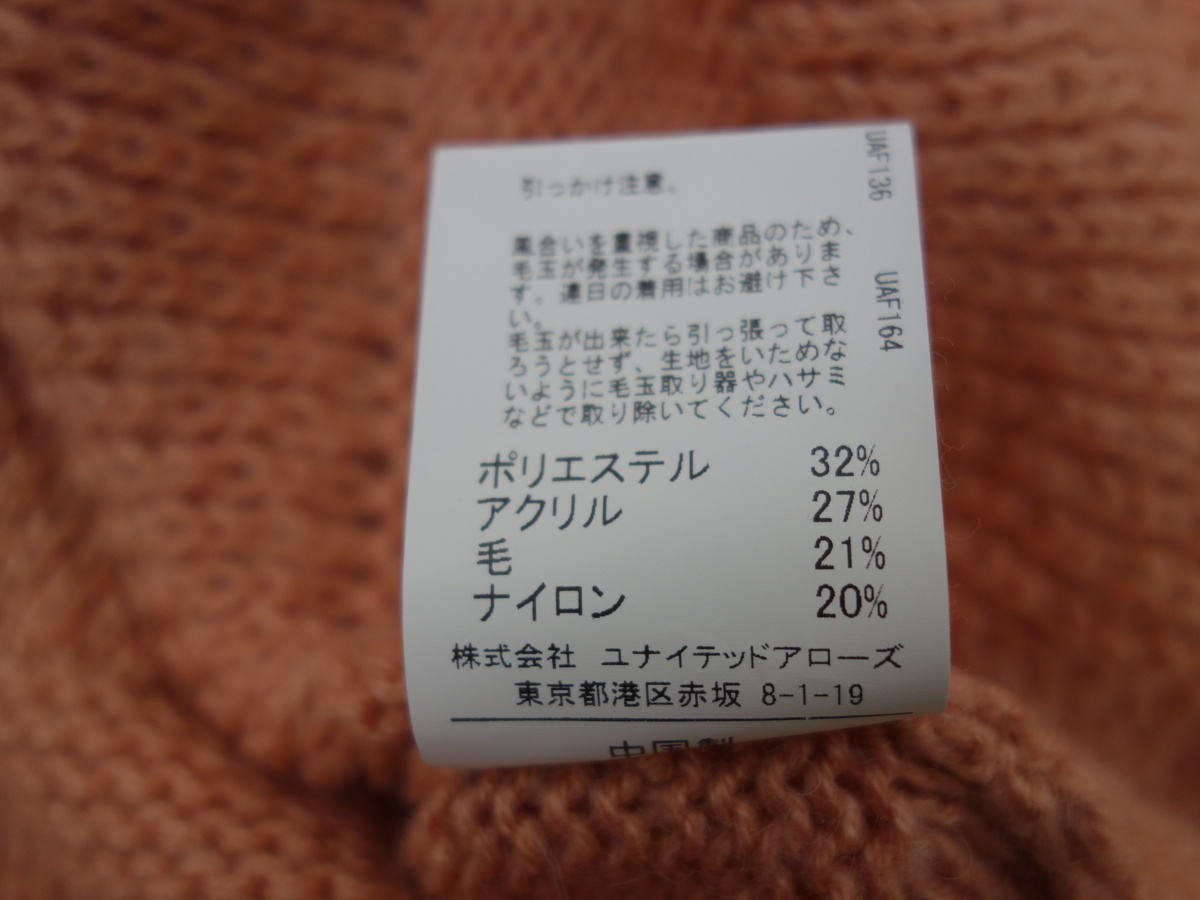 引っかけ注意。
風合いを重視した商品のため、
毛玉が発生する場合がありま
す。連日の着用はお避け下さ
い。
毛玉が出来たら引っ張って取
ろうとせず、生地をいためな
いように毛玉取り器やハサミ
などで取り除いてください。
ポリエステル 32%
アクリル 27%
毛 21%
ナイロン 20%
株式会社 ユナイテッドアローズ
東京都港区赤坂 8-1-19
中国製
UAF136
UAF164